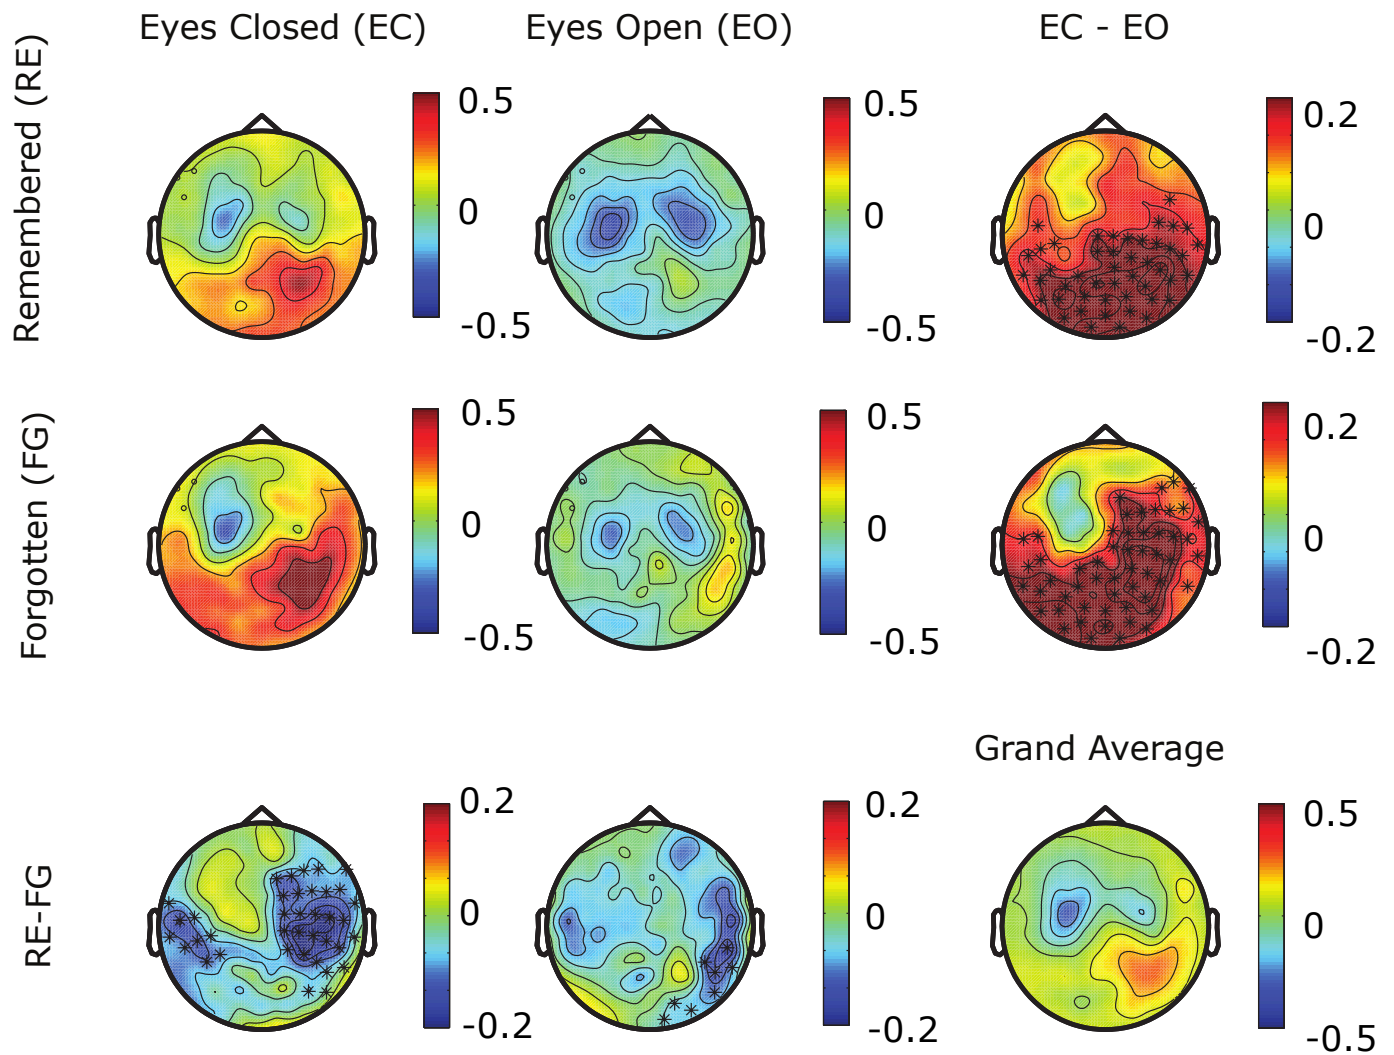 Eyes Closed (EC) Eyes Open (EO) EC - EO
Remembered (RE)
0.5 0.5 0.2
0 0 0
-0.5 -0.5 -0.2
Forgotten (FG)
0.5 0.5 0.2
0 0 0
-0.5 -0.5 -0.2
Grand Average
RE-FG
0.2 0.2 0.5
0 0 0
-0.2 -0.2 -0.5